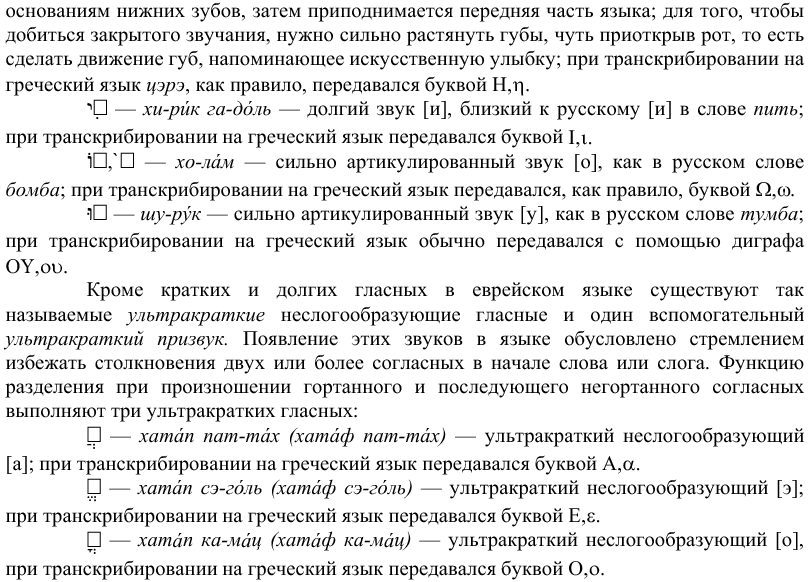 основаниям нижних зубов, затем приподнимается передняя часть языка; для того, чтобы
добиться закрытого звучания, нужно сильно растянуть губы, чуть приоткрыв рот, то есть
сделать движение губ, напоминающее искусственную улыбку; при транскрибировании на
греческий язык цэрэ, как правило, передавался буквой Η,η.
יִ□ — хи-ри́к га-до́ль — долгий звук [и], близкий к русскому [и] в слове пить;
при транскрибировании на греческий язык передавался буквой Ι,ι.
וֹ□,`□ — хо-ла́м — сильно артикулированный звук [о], как в русском слове
бомба; при транскрибировании на греческий язык передавался, как правило, буквой Ω,ω.
וּ□ — шу-ру́к — сильно артикулированный звук [у], как в русском слове тумба;
при транскрибировании на греческий язык обычно передавался с помощью диграфа
ΟΥ,ου.
Кроме кратких и долгих гласных в еврейском языке существуют так
называемые ультракраткие неслогообразующие гласные и один вспомогательный
ультракраткий призвук. Появление этих звуков в языке обусловлено стремлением
избежать столкновения двух или более согласных в начале слова или слога. Функцию
разделения при произношении гортанного и последующего негортанного согласных
выполняют три ультракратких гласных:
□ֲ — хата́п пат-та́х (хата́ф пат-та́х) — ультракраткий неслогообразующий
[а]; при транскрибировании на греческий язык передавался буквой Α,α.
□ֱ — хата́п сэ-го́ль (хата́ф сэ-го́ль) — ультракраткий неслогообразующий [э];
при транскрибировании на греческий язык передавался буквой Ε,ε.
□ֳ — хата́п ка-ма́ц (хата́ф ка-ма́ц) — ультракраткий неслогообразующий [о],
при транскрибировании на греческий язык передавался буквой Ο,ο.